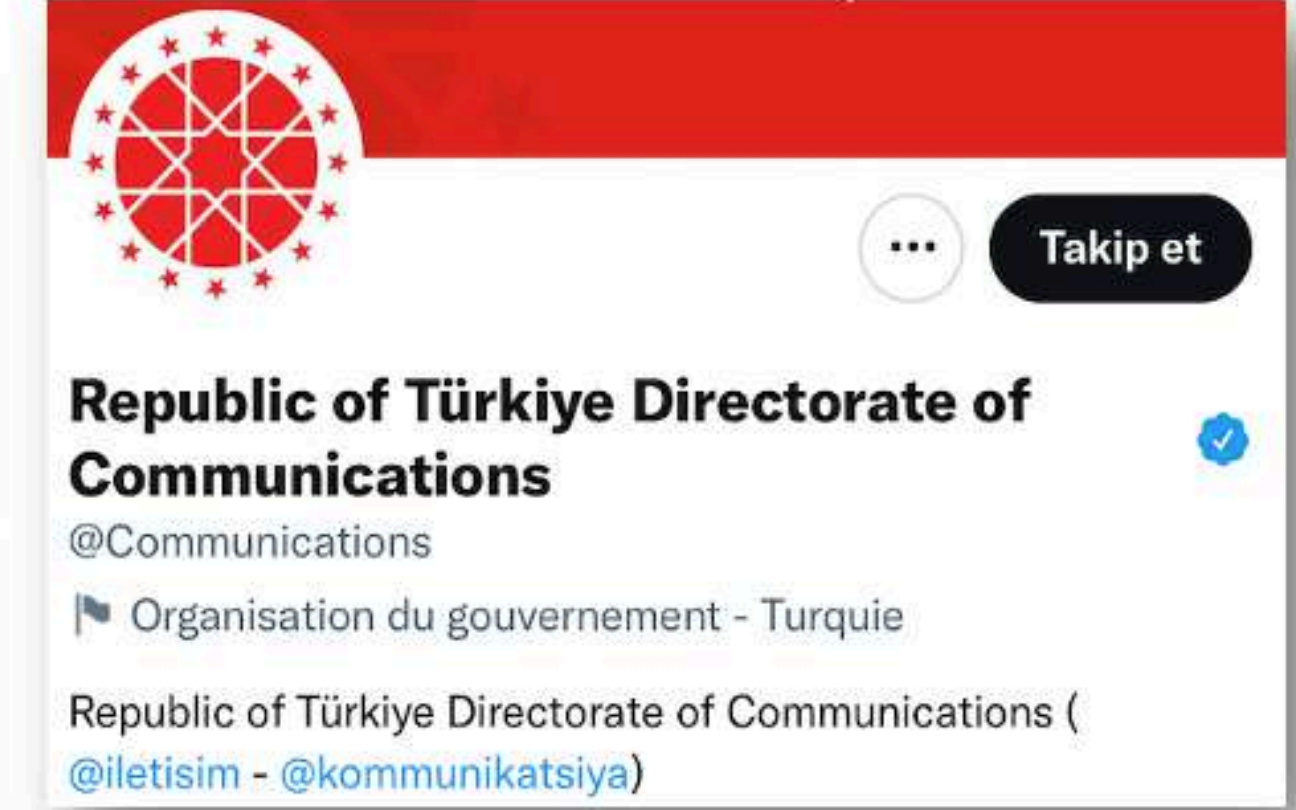 Takip et
Republic of Türkiye Directorate of
Communications
@Communications
Organisation du gouvernement - Turquie
Republic of Türkiye Directorate of Communications (
@iletisim - @kommunikatsiya)